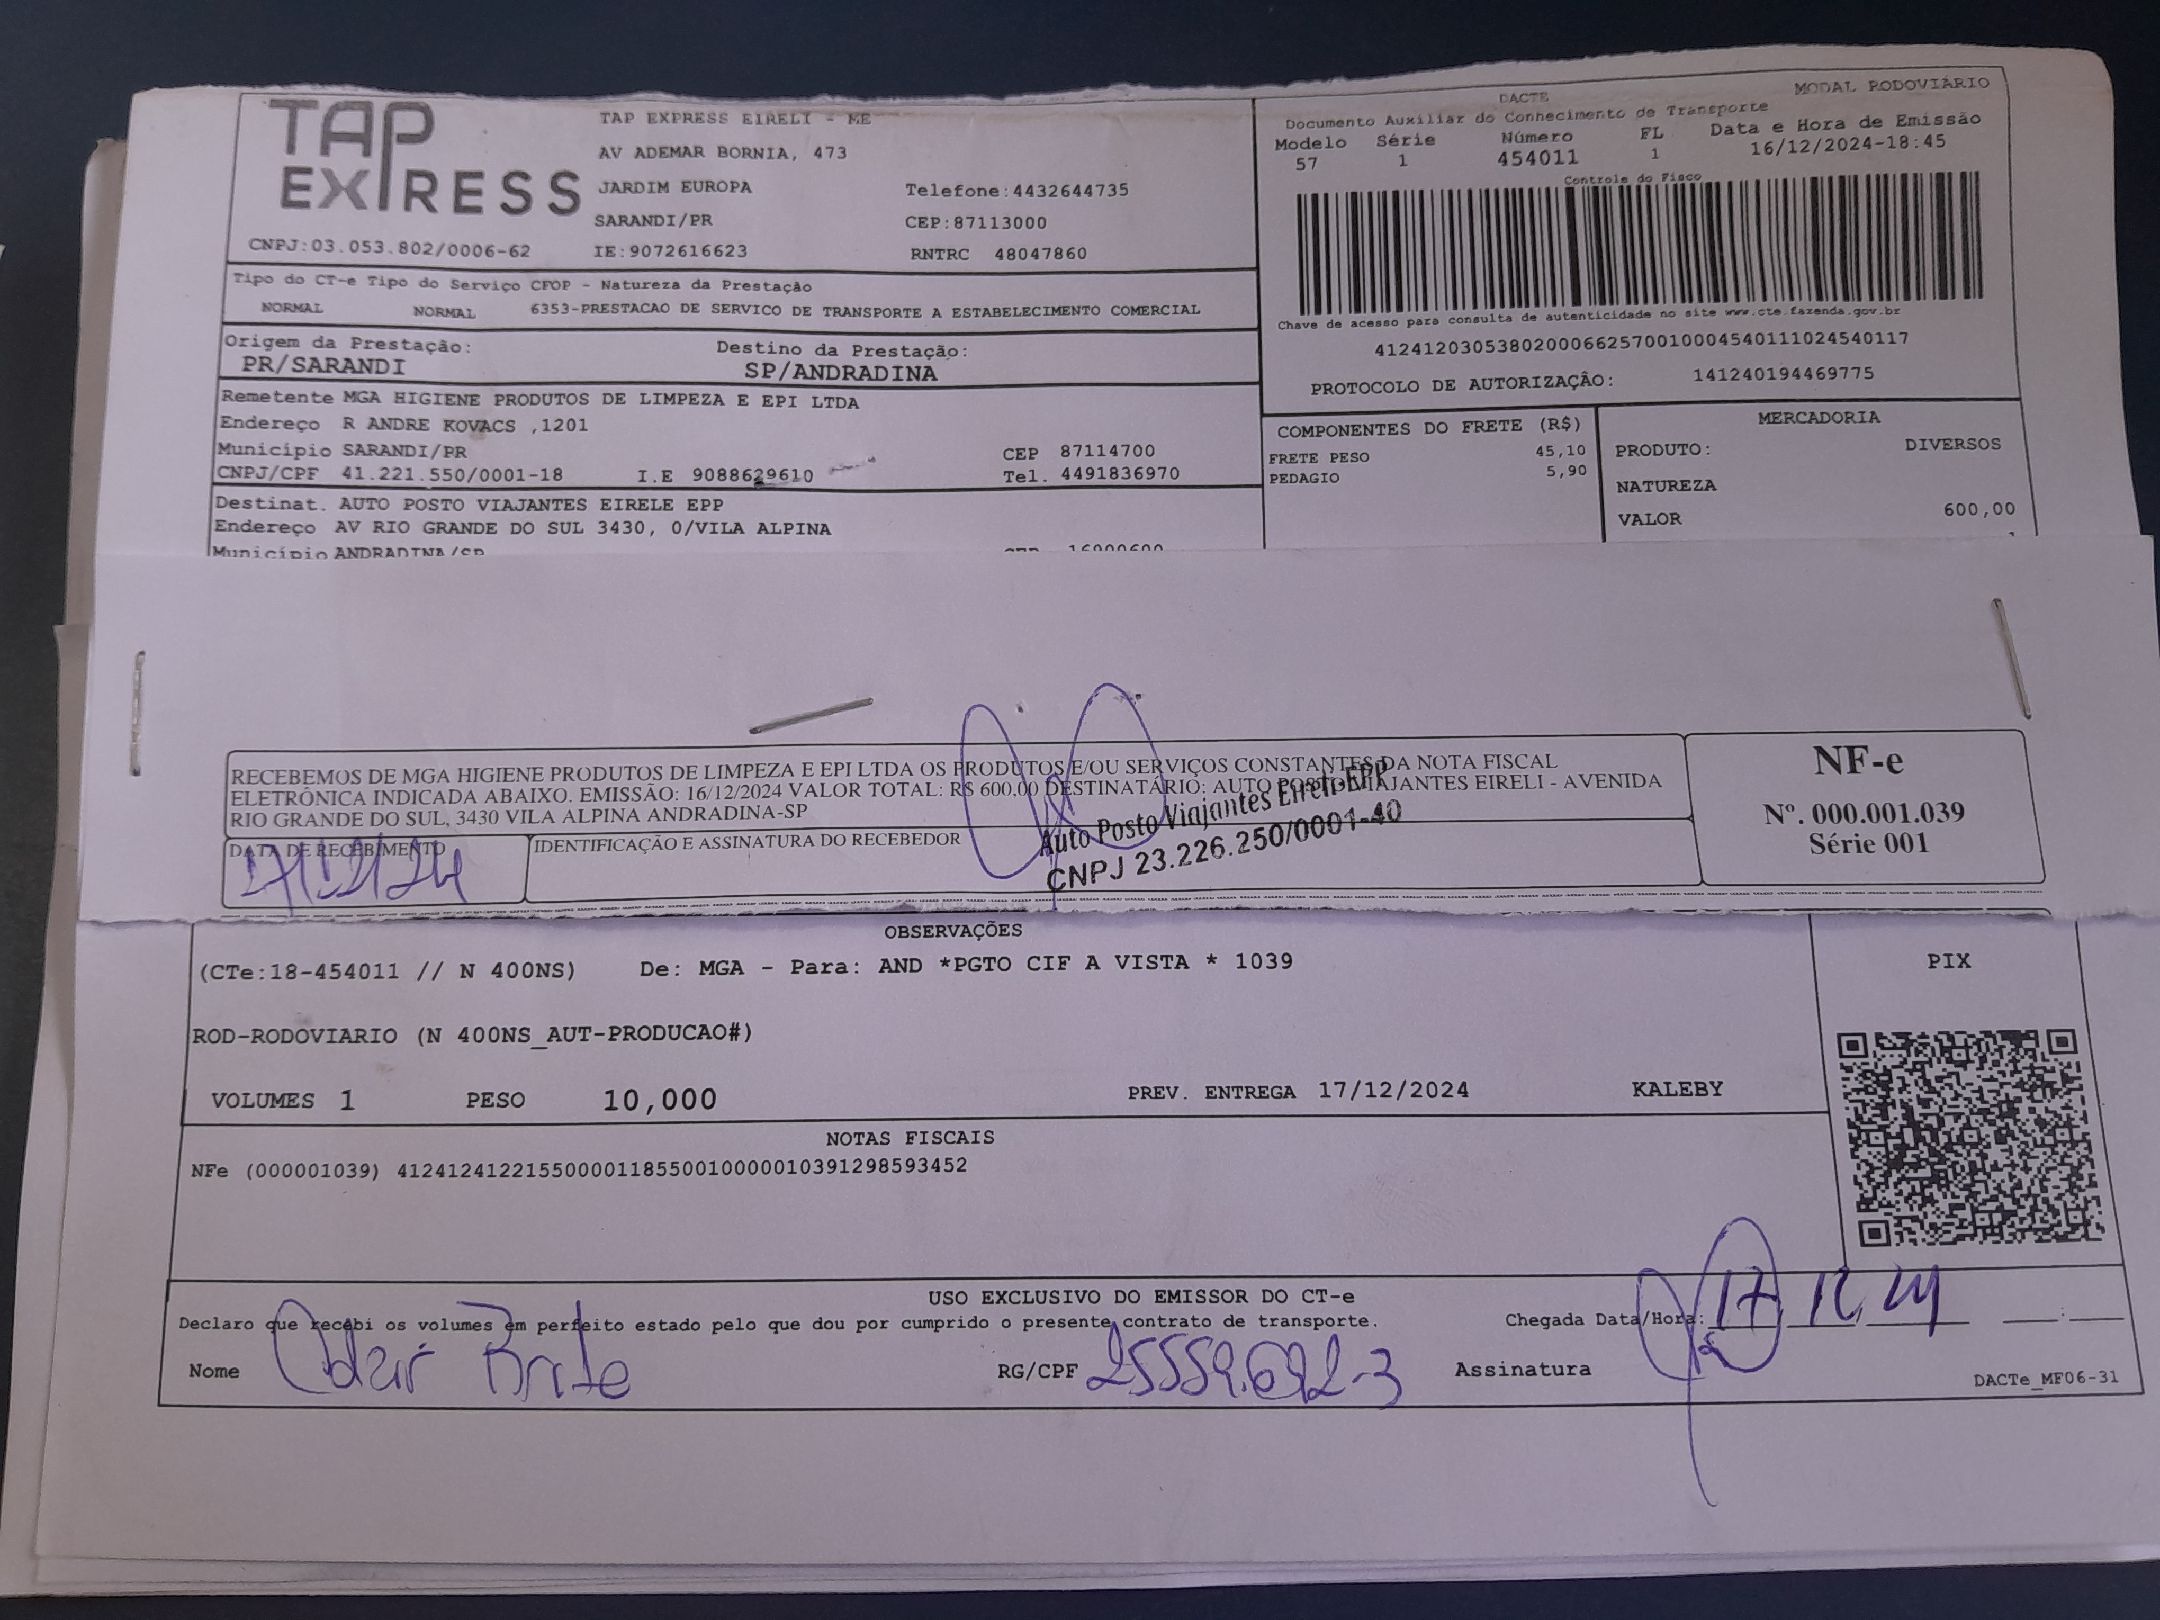 TAP EXPRESS
TAP EXPRESS EIRELI - ME
AV ADEMAR BORNIA, 473
JARDIM EUROPA Telefone:4432644735
SARANDI/PR CEP:87113000
CNPJ:03.053.802/0006-62 IE:9072616623 RNTRC 48047860
DACTE MODAL RODOVIÁRIO
Documento Auxiliar do Conhecimento de Transporte
Modelo Série Número FL Data e Hora de Emissão
57 1 454011 1 16/12/2024-18:45
Controle do Fisco
Chave de acesso para consulta de autenticidade no site www.cte.fazenda.gov.br
41241203053802000662570010004540111024540117
PROTOCOLO DE AUTORIZAÇÃO: 141240194469775
Tipo do CT-e Tipo do Serviço CFOP - Natureza da Prestação
NORMAL NORMAL 6353-PRESTACAO DE SERVICO DE TRANSPORTE A ESTABELECIMENTO COMERCIAL
Origem da Prestação: Destino da Prestação:
PR/SARANDI SP/ANDRADINA
Remetente MGA HIGIENE PRODUTOS DE LIMPEZA E EPI LTDA
Endereço R ANDRE KOVACS ,1201
Município SARANDI/PR CEP 87114700
CNPJ/CPF 41.221.550/0001-18 I.E 9088629610 Tel. 4491836970
Destinat. AUTO POSTO VIAJANTES EIRELE EPP
Endereço AV RIO GRANDE DO SUL 3430, 0/VILA ALPINA
Município ANDRADINA/SP CEP 16900600
COMPONENTES DO FRETE (R$)
FRETE PESO 45,10
PEDAGIO 5,90
MERCADORIA
PRODUTO: DIVERSOS
NATUREZA
VALOR 600,00
RECEBEMOS DE MGA HIGIENE PRODUTOS DE LIMPEZA E EPI LTDA OS PRODUTOS E/OU SERVIÇOS CONSTANTES DA NOTA FISCAL
ELETRÔNICA INDICADA ABAIXO. EMISSÃO: 16/12/2024 VALOR TOTAL: R$ 600,00 DESTINATÁRIO: AUTO POSTO VIAJANTES EIRELI - AVENIDA
RIO GRANDE DO SUL, 3430 VILA ALPINA ANDRADINA-SP
DATA DE RECEBIMENTO IDENTIFICAÇÃO E ASSINATURA DO RECEBEDOR
17/12/24
Auto Posto Viajantes Eireli-EPP
CNPJ 23.226.250/0001-40
NF-e
Nº. 000.001.039
Série 001
OBSERVAÇÕES
(CTe:18-454011 // N 400NS) De: MGA - Para: AND *PGTO CIF A VISTA * 1039
ROD-RODOVIARIO (N 400NS_AUT-PRODUCAO#)
VOLUMES 1 PESO 10,000 PREV. ENTREGA 17/12/2024 KALEBY
PIX
NOTAS FISCAIS
NFe (000001039) 41241241221550000118550010000010391298593452
USO EXCLUSIVO DO EMISSOR DO CT-e
Declaro que recebi os volumes em perfeito estado pelo que dou por cumprido o presente contrato de transporte. Chegada Data/Hora: 17 12 24 :
Nome Odair Brite RG/CPF 25559.692-3 Assinatura
DACTe_MF06-31